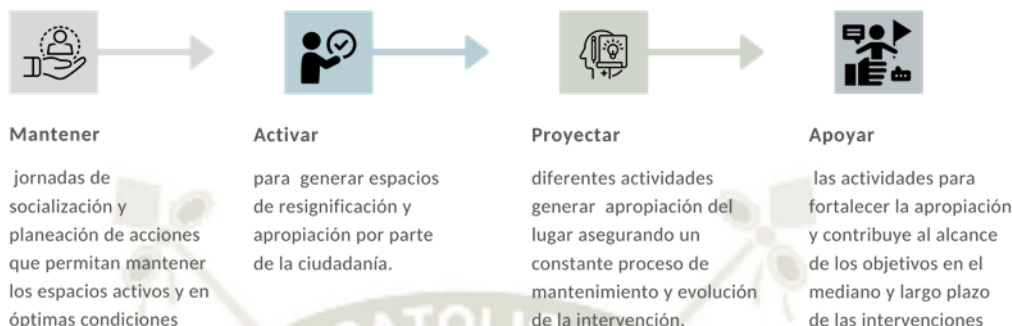 Mantener
jornadas de
socialización y
planeación de acciones
que permitan mantener
los espacios activos y en
óptimas condiciones
Activar
para generar espacios
de resignificación y
apropiación por parte
de la ciudadanía.
Proyectar
diferentes actividades
generar apropiación del
lugar asegurando un
constante proceso de
mantenimiento y evolución
de la intervención.
Apoyar
las actividades para
fortalecer la apropiación
y contribuye al alcance
de los objetivos en el
mediano y largo plazo
de las intervenciones